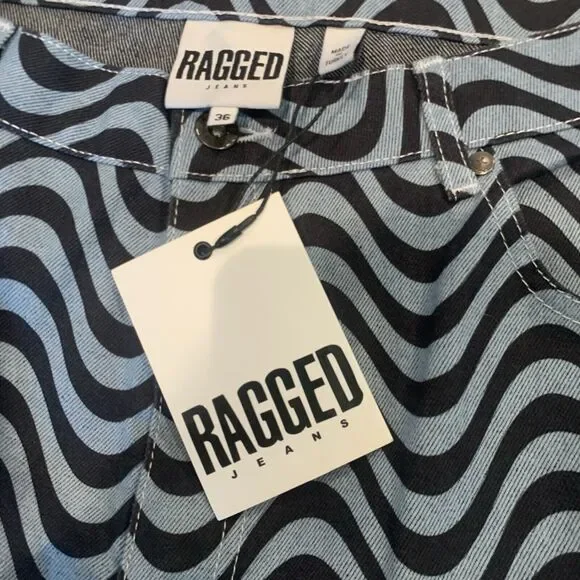 RAGGED
JEANS
36
MADE
IN
TURKEY
RAGGED
JEANS